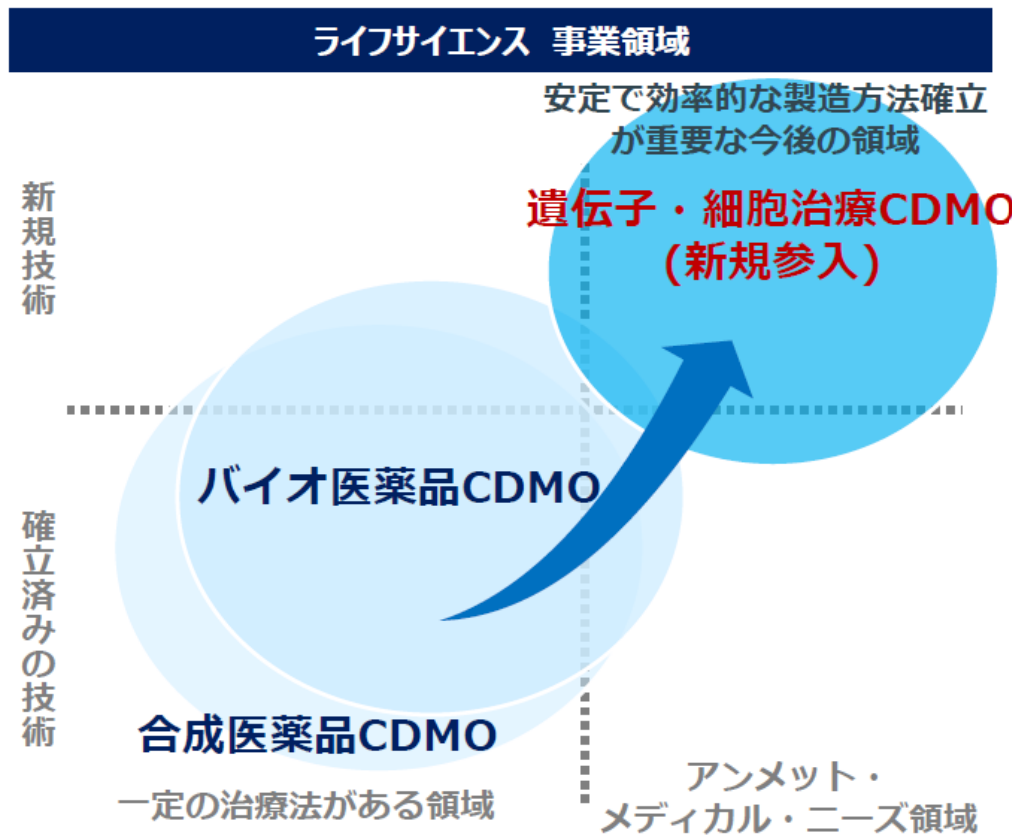 ライフサイエンス 事業領域
安定で効率的な製造方法確立
が重要な今後の領域
遺伝子・細胞治療CDMO
(新規参入)
新規技術
バイオ医薬品CDMO
確立済みの技術
合成医薬品CDMO
一定の治療法がある領域
アンメット・
メディカル・ニーズ領域